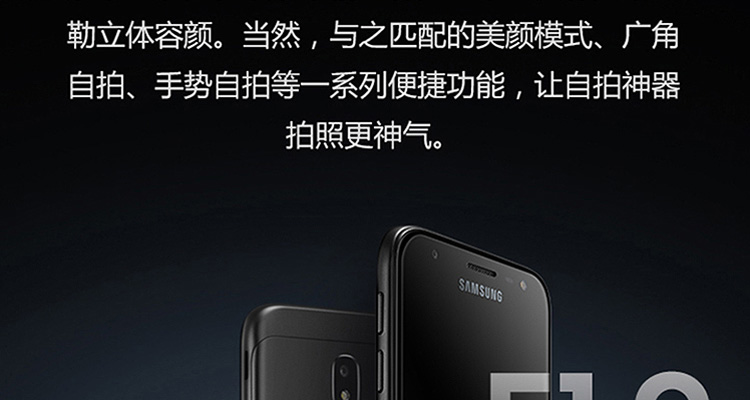 勒立体容颜。当然，与之匹配的美颜模式、广角
自拍、手势自拍等一系列便捷功能，让自拍神器
拍照更神气。
SAMSUNG